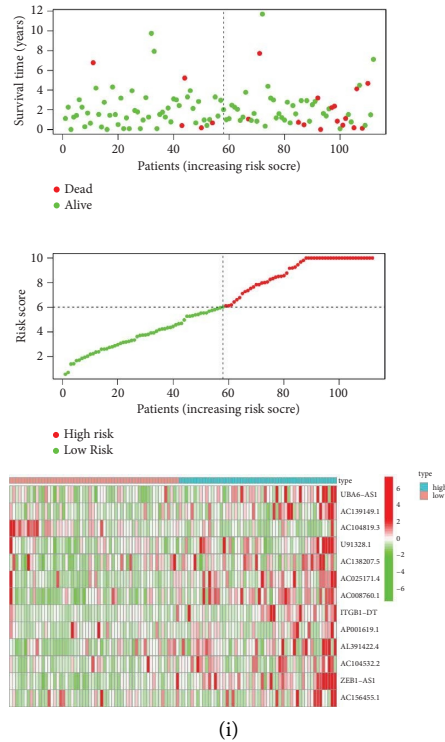 12
10
8
6
4
2
0
Survival time (years)
0 20 40 60 80 100
Patients (increasing risk socre)
Dead
Alive
10
8
6
4
2
Risk score
0 20 40 60 80 100
Patients (increasing risk socre)
High risk
Low Risk
type
UBA6−AS1
AC139149.1
AC104819.3
U91328.1
AC138207.5
AC025171.4
AC008760.1
ITGB1−DT
AP001619.1
AL391422.4
AC104532.2
ZEB1−AS1
AC156455.1
6
4
2
0
−2
−4
−6
type
high
low
(i)